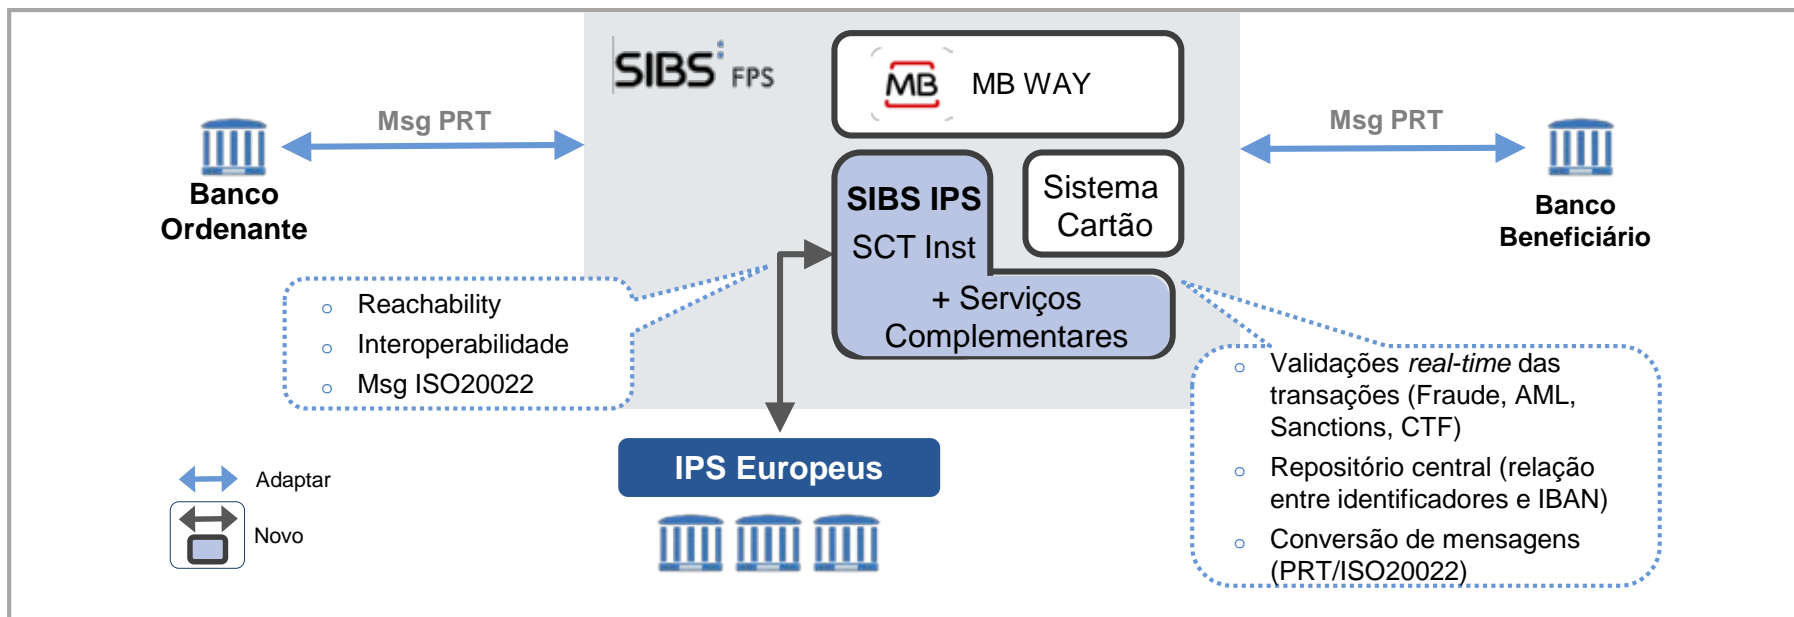 SIBS FPS
MB MB WAY
Msg PRT
Msg PRT
Banco
Ordenante
SIBS IPS
SCT Inst
+ Serviços
Complementares
Sistema
Cartão
Banco
Beneficiário
Reachability
Interoperabilidade
Msg ISO20022
Validações real-time das
transações (Fraude, AML,
Sanctions, CTF)
Repositório central (relação
entre identificadores e IBAN)
Conversão de mensagens
(PRT/ISO20022)
IPS Europeus
Adaptar
Novo